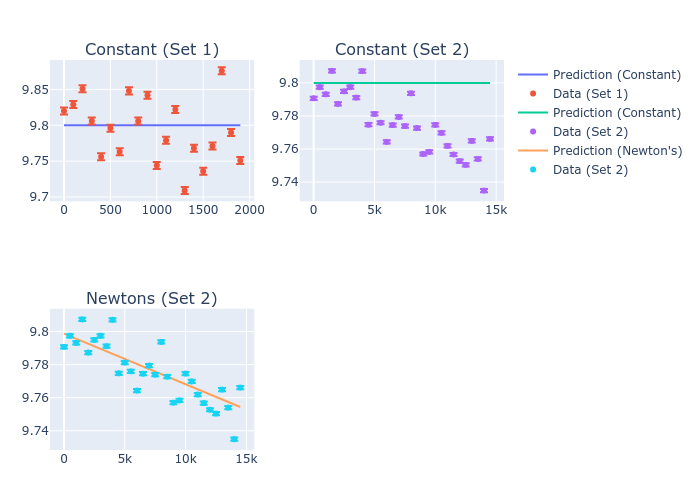 Constant (Set 1)
Constant (Set 2)
9.85
9.8
9.75
9.7
0
500
1000
1500
2000
9.8
9.78
9.76
9.74
0
5k
10k
15k
Prediction (Constant)
Data (Set 1)
Prediction (Constant)
Data (Set 2)
Prediction (Newton's)
Data (Set 2)
Newtons (Set 2)
9.8
9.78
9.76
9.74
0
5k
10k
15k